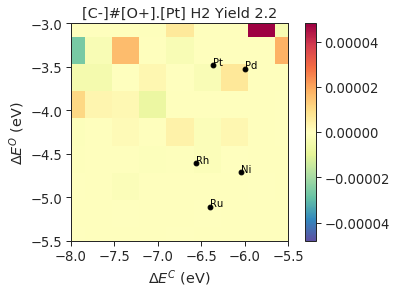 [C-]#[O+].[Pt] H2 Yield 2.2
−3.0
−3.5
−4.0
−4.5
−5.0
−5.5
ΔE^O (eV)
Pt
Pd
Rh
Ni
Ru
−8.0 −7.5 −7.0 −6.5 −6.0 −5.5
ΔE^C (eV)
0.00004
0.00002
0.00000
−0.00002
−0.00004